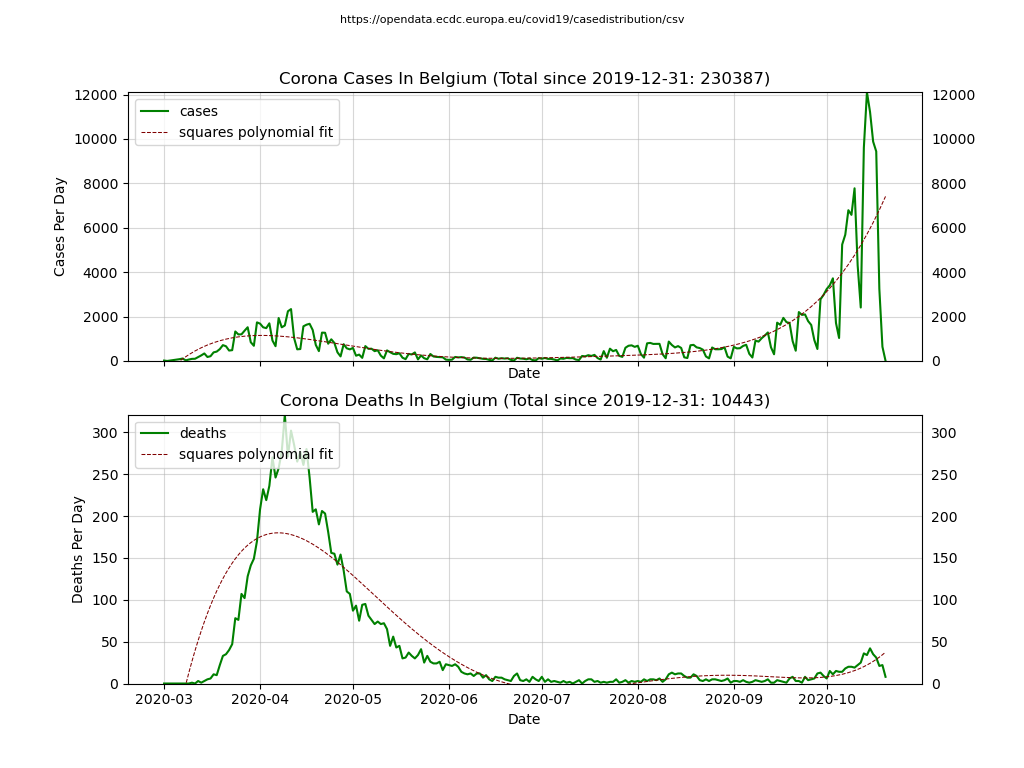 https://opendata.ecdc.europa.eu/covid19/casedistribution/csv
Corona Cases In Belgium (Total since 2019-12-31: 230387)
cases
squares polynomial fit
Cases Per Day
12000
10000
8000
6000
4000
2000
0
12000
10000
8000
6000
4000
2000
0
Date
Corona Deaths In Belgium (Total since 2019-12-31: 10443)
deaths
squares polynomial fit
Deaths Per Day
300
250
200
150
100
50
0
300
250
200
150
100
50
0
2020-03 2020-04 2020-05 2020-06 2020-07 2020-08 2020-09 2020-10
Date